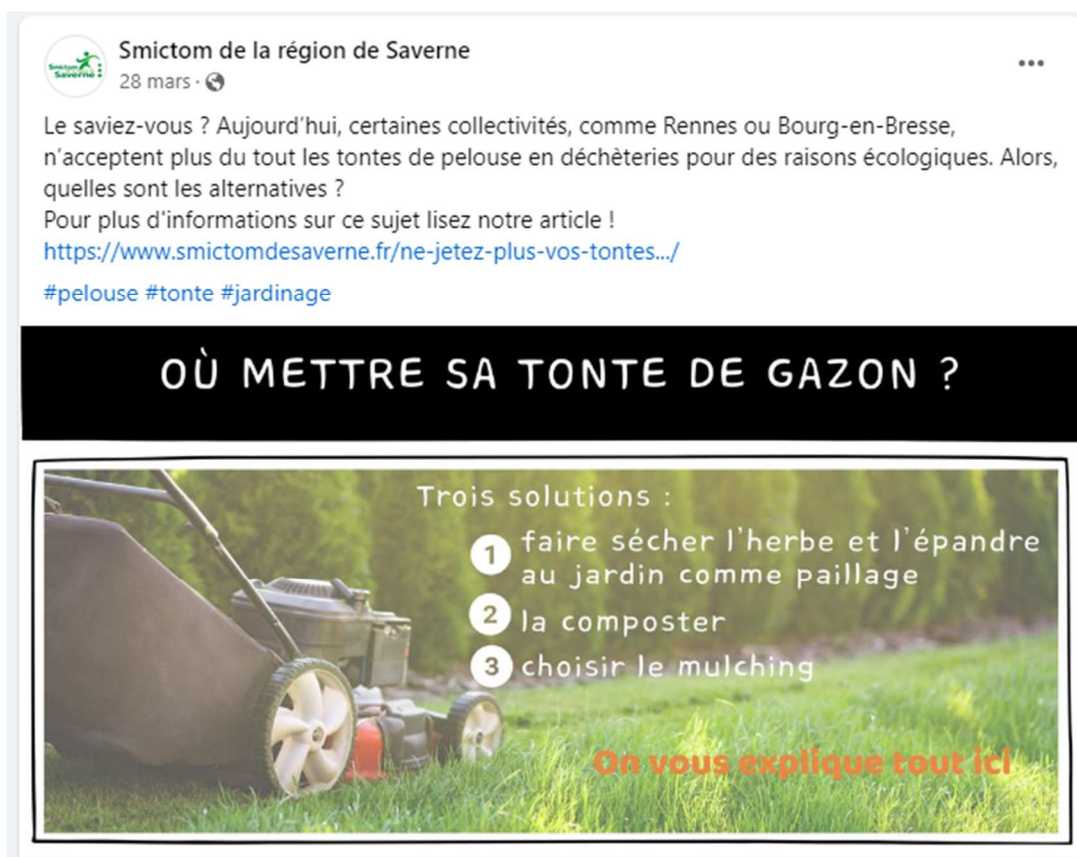 Smictom de la région de Saverne
Smictom
Saverne
28 mars ·
Le saviez-vous ? Aujourd'hui, certaines collectivités, comme Rennes ou Bourg-en-Bresse,
n'acceptent plus du tout les tontes de pelouse en déchèteries pour des raisons écologiques. Alors,
quelles sont les alternatives ?
Pour plus d'informations sur ce sujet lisez notre article !
https://www.smictomdesaverne.fr/ne-jetez-plus-vos-tontes.../
#pelouse #tonte #jardinage
OÙ METTRE SA TONTE DE GAZON ?
Trois solutions :
1 faire sécher l'herbe et l'épandre
au jardin comme paillage
2 la composter
3 choisir le mulching
On vous explique tout ici